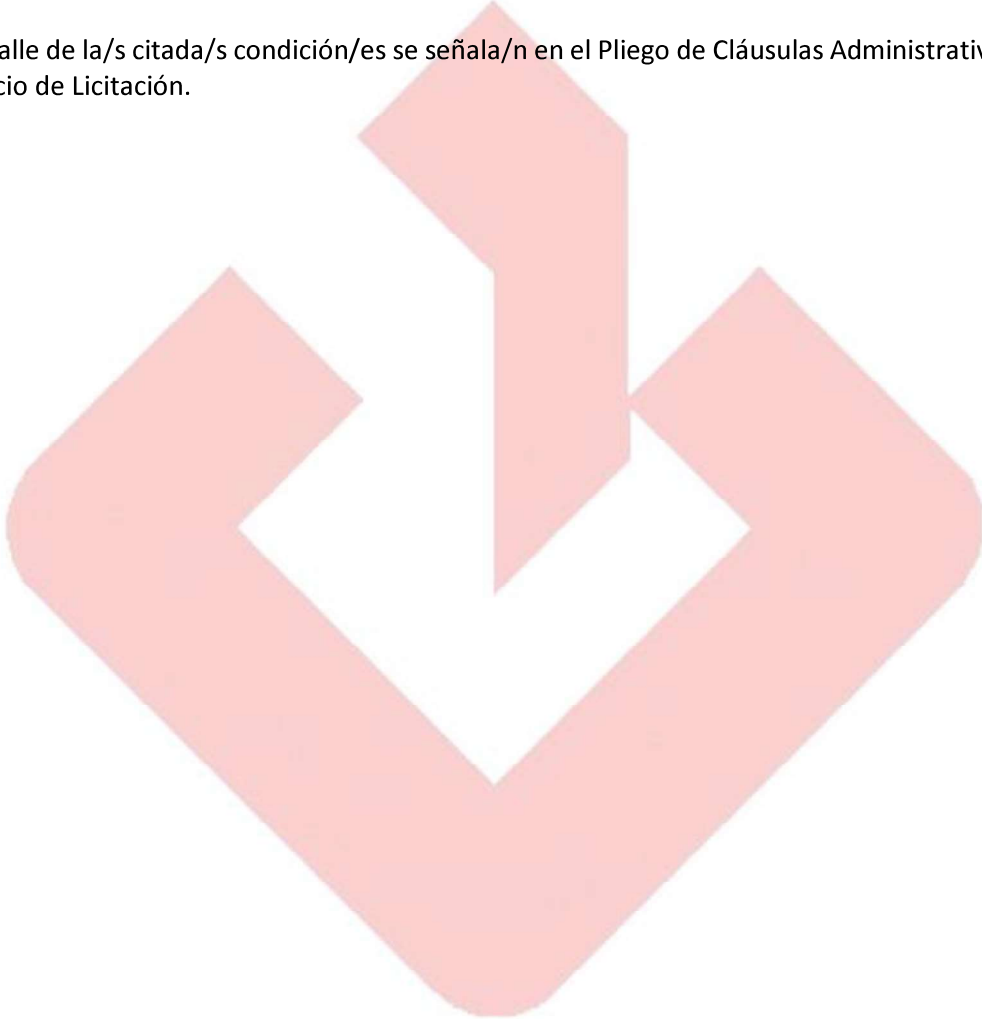 alle de la/s citada/s condición/es se señala/n en el Pliego de Cláusulas Administrativ
cio de Licitación.